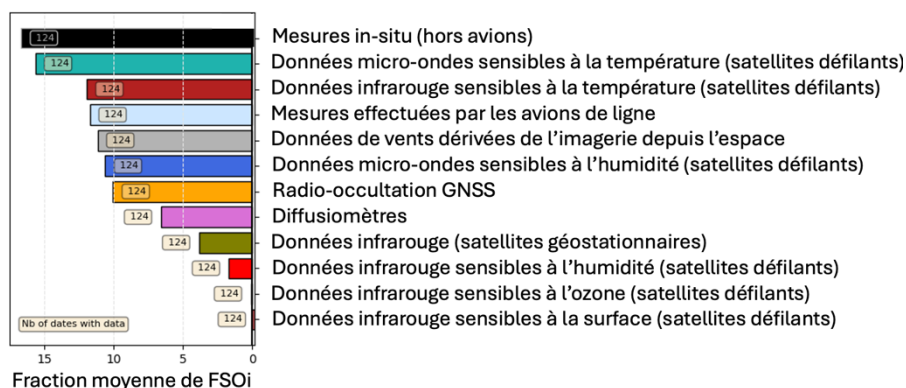 124 Mesures in-situ (hors avions)
124 Données micro-ondes sensibles à la température (satellites défilants)
124 Données infrarouge sensibles à la température (satellites défilants)
124 Mesures effectuées par les avions de ligne
124 Données de vents dérivées de l’imagerie depuis l’espace
124 Données micro-ondes sensibles à l’humidité (satellites défilants)
124 Radio-occultation GNSS
124 Diffusiomètres
124 Données infrarouge (satellites géostationnaires)
124 Données infrarouge sensibles à l’humidité (satellites défilants)
124 Données infrarouge sensibles à l’ozone (satellites défilants)
Nb of dates with data 124 Données infrarouge sensibles à la surface (satellites défilants)
15 10 5 0
Fraction moyenne de FSOi